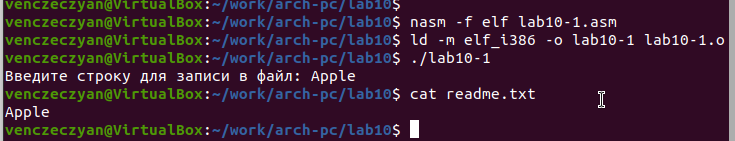 venczeczyan@VirtualBox:~/work/arch-pc/lab10$ nasm -f elf lab10-1.asm
venczeczyan@VirtualBox:~/work/arch-pc/lab10$ ld -m elf_i386 -o lab10-1 lab10-1.o
venczeczyan@VirtualBox:~/work/arch-pc/lab10$ ./lab10-1
Введите строку для записи в файл: Apple
venczeczyan@VirtualBox:~/work/arch-pc/lab10$ cat readme.txt
Apple
venczeczyan@VirtualBox:~/work/arch-pc/lab10$